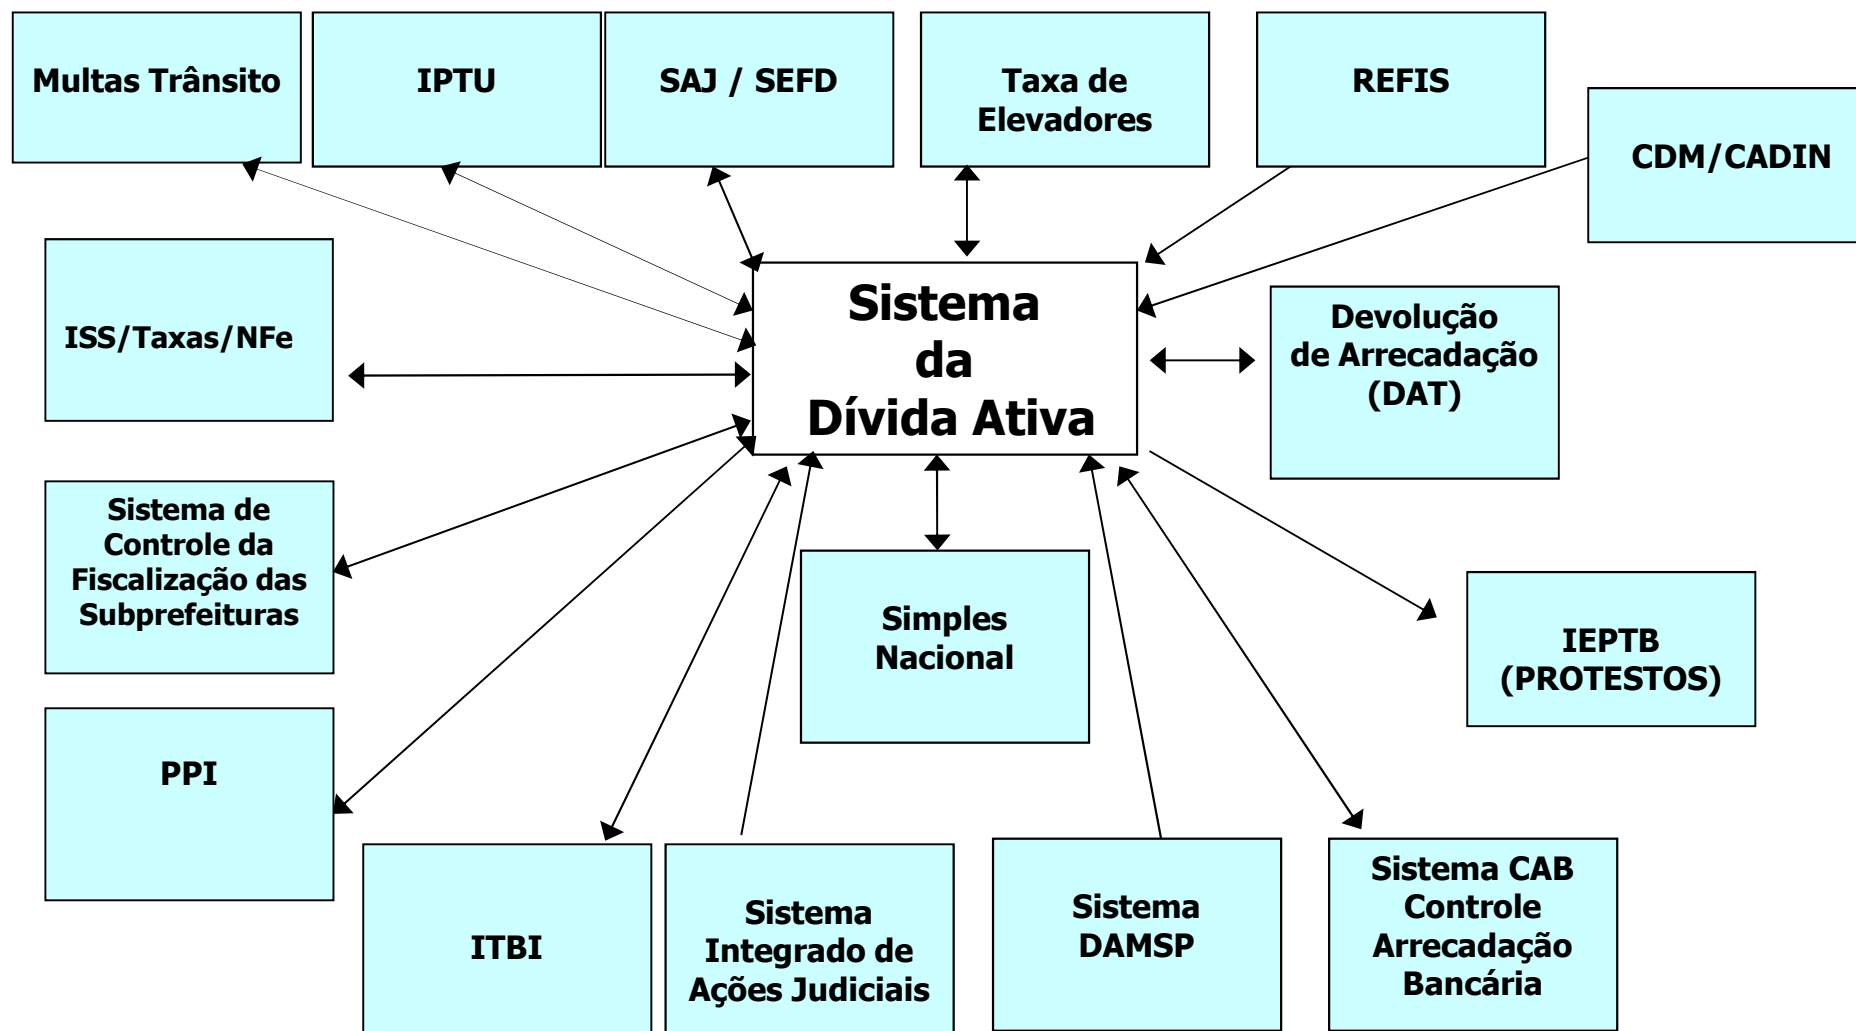 Multas Trânsito
IPTU
SAJ / SEFD
Taxa de
Elevadores
REFIS
CDM/CADIN
ISS/Taxas/NFe
Sistema
da
Dívida Ativa
Devolução
de Arrecadação
(DAT)
Sistema de
Controle da
Fiscalização das
Subprefeituras
Simples
Nacional
IEPTB
(PROTESTOS)
PPI
ITBI
Sistema
Integrado de
Ações Judiciais
Sistema
DAMSP
Sistema CAB
Controle
Arrecadação
Bancária